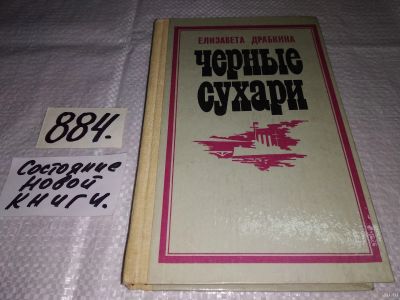 ЕЛИЗАВЕТА ДРАБКИНА
ЧЕРНЫЕ
СУХАРИ
884.
Состояние
новой
книги.